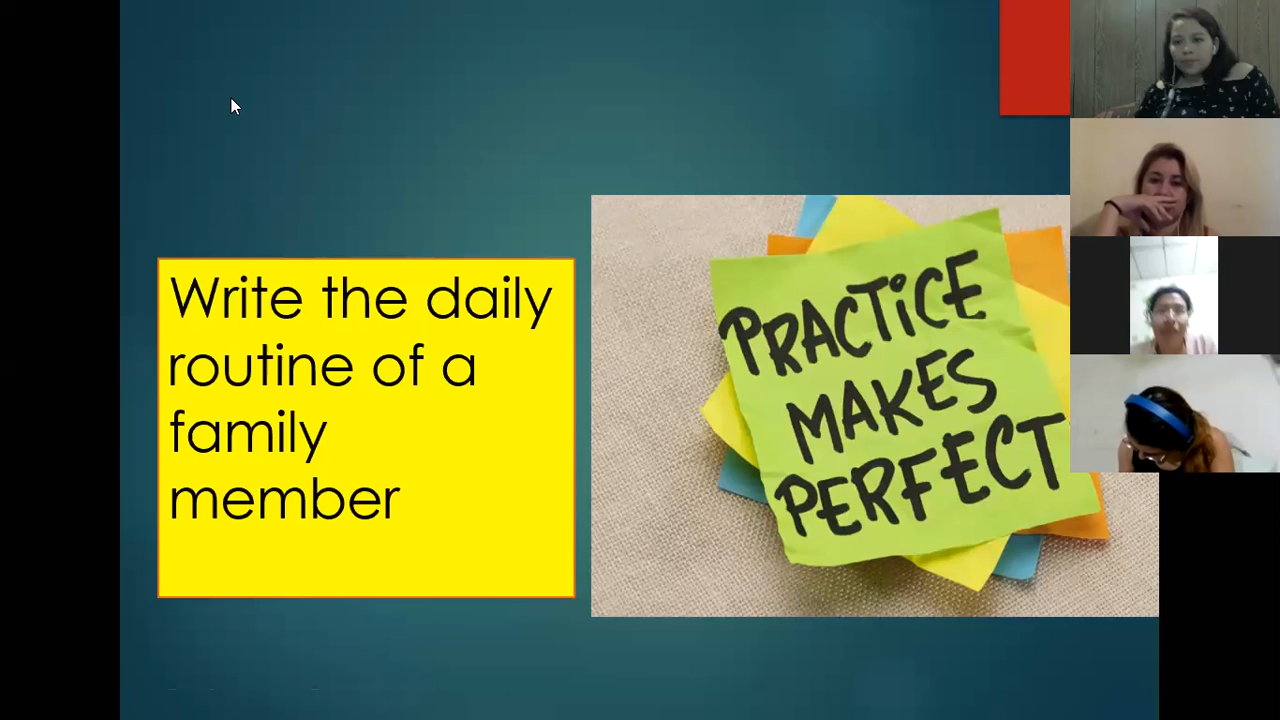 Write the daily
routine of a
family
member
PRACTICE
MAKES
PERFECT